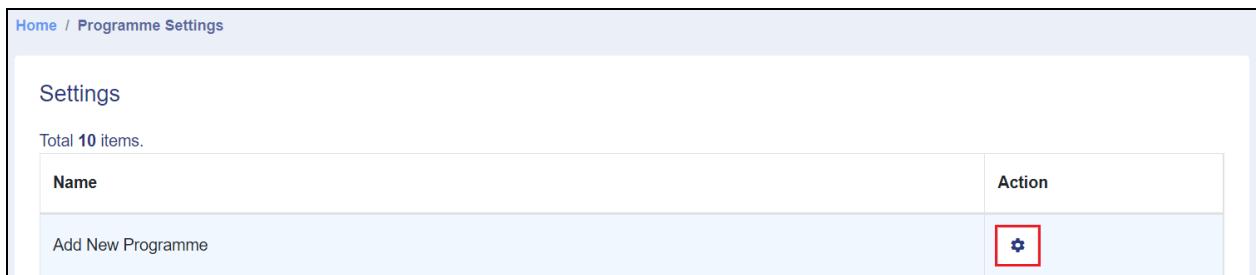 Home / Programme Settings
Settings
Total 10 items.
Name Action
Add New Programme